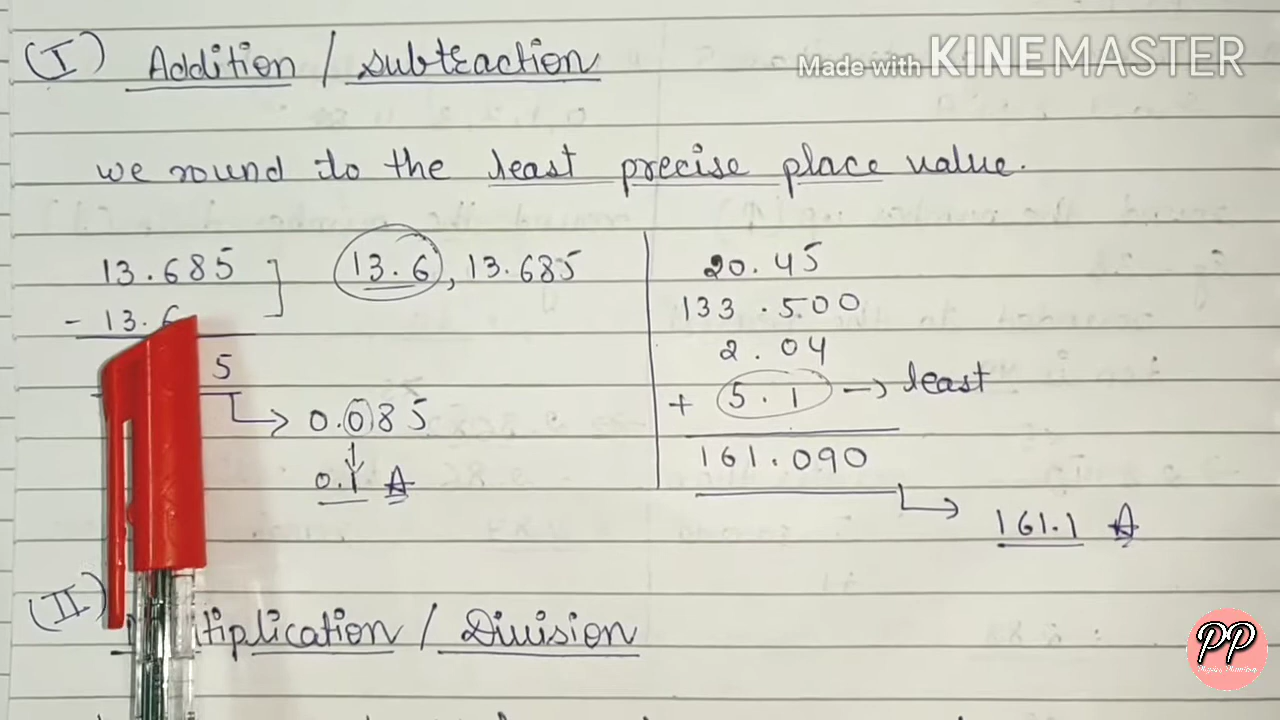 (I) Addition / Subtraction
Made with KINEMASTER
we round to the least precise place value.
13.685
- 13.6
5
0.085
0.1 A
13.6, 13.685
20.45
133.500
2.04
+ 5.1 → least
161.090
161.1 A
(II) tiplication / Division
PP